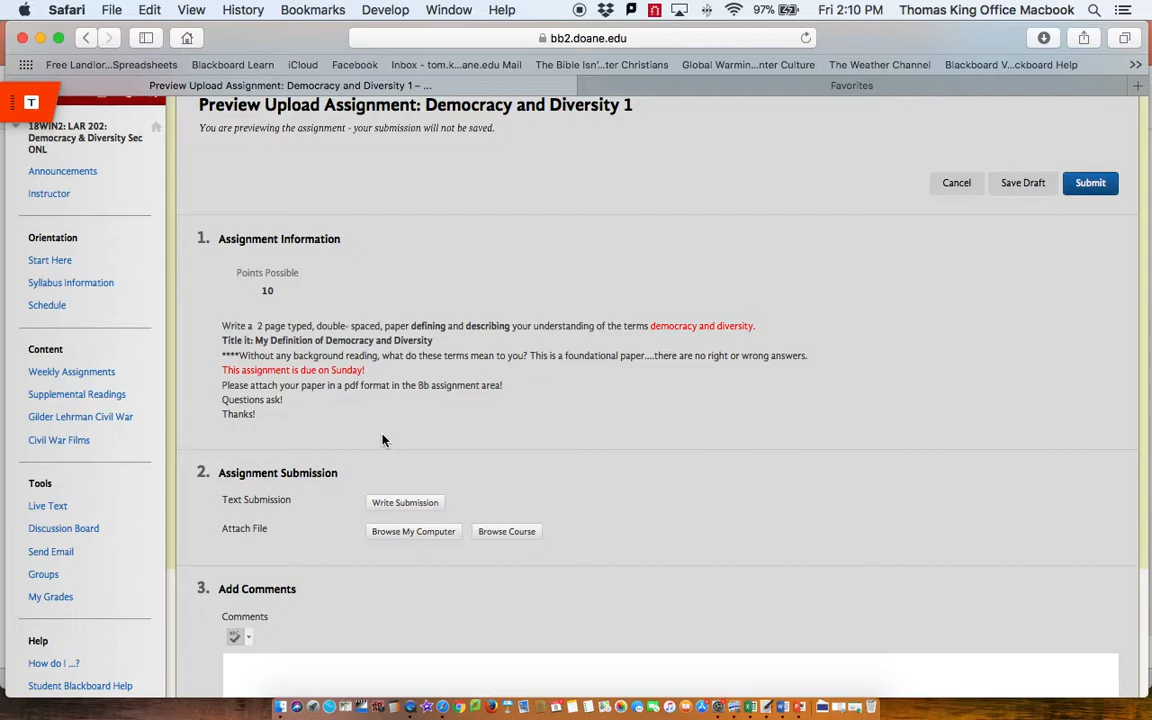 Safari File Edit View History Bookmarks Develop Window Help 97% Fri 2:10 PM Thomas King Office Macbook
bb2.doane.edu
Free Landlor...Spreadsheets Blackboard Learn iCloud Facebook Inbox - tom.k...ane.edu Mail The Bible Isn'...ter Christians Global Warmin...nter Culture The Weather Channel Blackboard V...ckboard Help >>
Preview Upload Assignment: Democracy and Diversity 1 – ... Favorites +
T
Preview Upload Assignment: Democracy and Diversity 1
You are previewing the assignment - your submission will not be saved.
Cancel Save Draft Submit
18WIN2: LAR 202:
Democracy & Diversity Sec
ONL
Announcements
Instructor
Orientation
Start Here
Syllabus Information
Schedule
Content
Weekly Assignments
Supplemental Readings
Gilder Lehrman Civil War
Civil War Films
Tools
Live Text
Discussion Board
Send Email
Groups
My Grades
Help
How do I ...?
Student Blackboard Help
1. Assignment Information
Points Possible
10
Write a 2 page typed, double- spaced, paper defining and describing your understanding of the terms democracy and diversity.
Title it: My Definition of Democracy and Diversity
****Without any background reading, what do these terms mean to you? This is a foundational paper....there are no right or wrong answers.
This assignment is due on Sunday!
Please attach your paper in a pdf format in the Bb assignment area!
Questions ask!
Thanks!
2. Assignment Submission
Text Submission Write Submission
Attach File Browse My Computer Browse Course
3. Add Comments
Comments